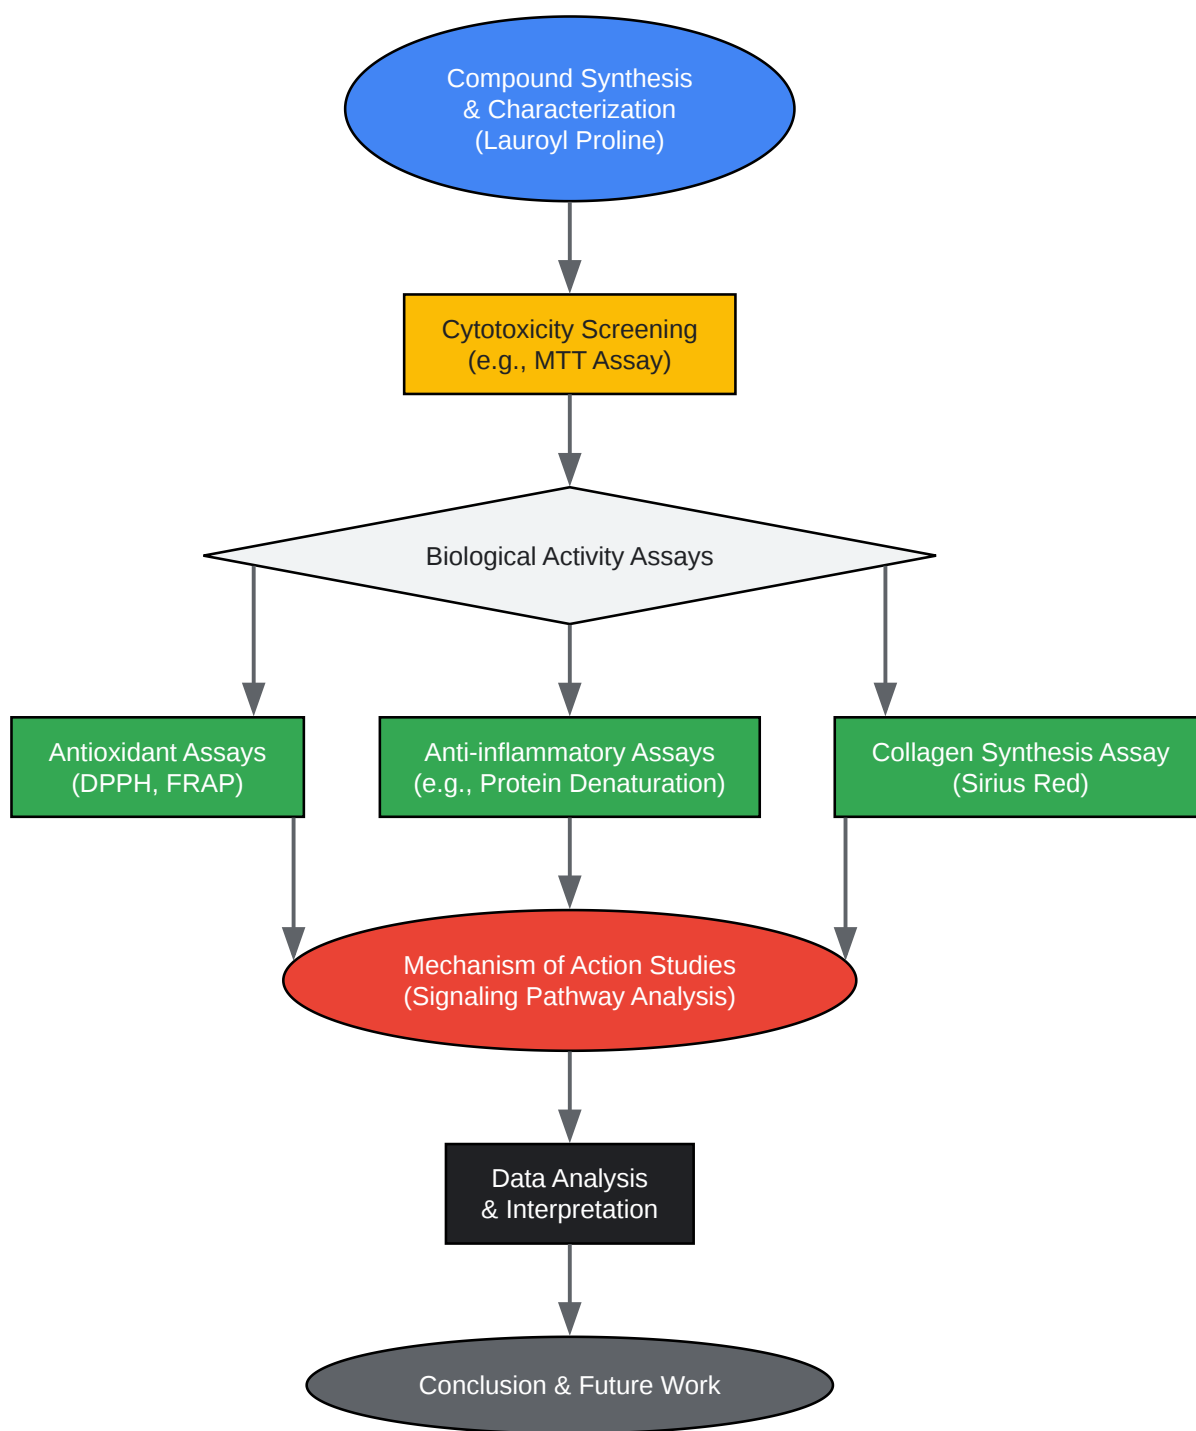 Compound Synthesis
& Characterization
(Lauroyl Proline)
Cytotoxicity Screening
(e.g., MTT Assay)
Biological Activity Assays
Antioxidant Assays
(DPPH, FRAP)
Anti-inflammatory Assays
(e.g., Protein Denaturation)
Collagen Synthesis Assay
(Sirius Red)
Mechanism of Action Studies
(Signaling Pathway Analysis)
Data Analysis
& Interpretation
Conclusion & Future Work